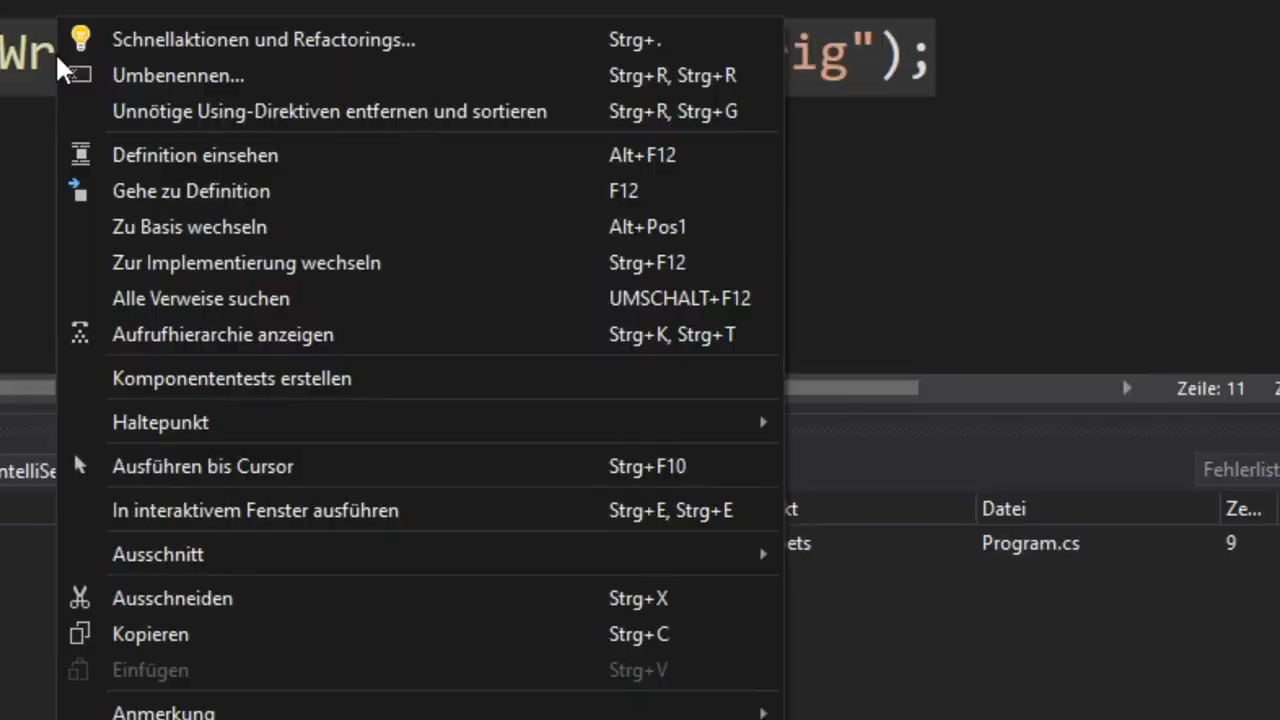 Wr ig");
Schnellaktionen und Refactorings... Strg+.
Umbenennen... Strg+R, Strg+R
Unnötige Using-Direktiven entfernen und sortieren Strg+R, Strg+G
Definition einsehen Alt+F12
Gehe zu Definition F12
Zu Basis wechseln Alt+Pos1
Zur Implementierung wechseln Strg+F12
Alle Verweise suchen UMSCHALT+F12
Aufrufhierarchie anzeigen Strg+K, Strg+T
Komponententests erstellen
Zeile: 11
Haltepunkt
Ausführen bis Cursor Strg+F10
ntelliSe Fehlerlist
In interaktivem Fenster ausführen Strg+E, Strg+E
kt Datei Ze...
ets Program.cs 9
Ausschnitt
Ausschneiden Strg+X
Kopieren Strg+C
Einfügen Strg+V
Anmerkung